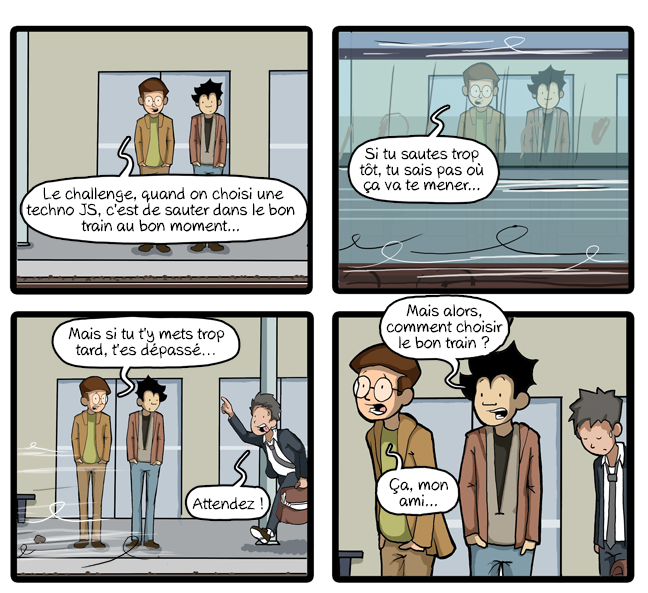 Le challenge, quand on choisi une
techno JS, c'est de sauter dans le bon
train au bon moment...
Si tu sautes trop
tôt, tu sais pas où
ça va te mener...
Mais si tu t'y mets trop
tard, t'es dépassé...
Attendez !
Mais alors,
comment choisir
le bon train ?
Ça, mon
ami...